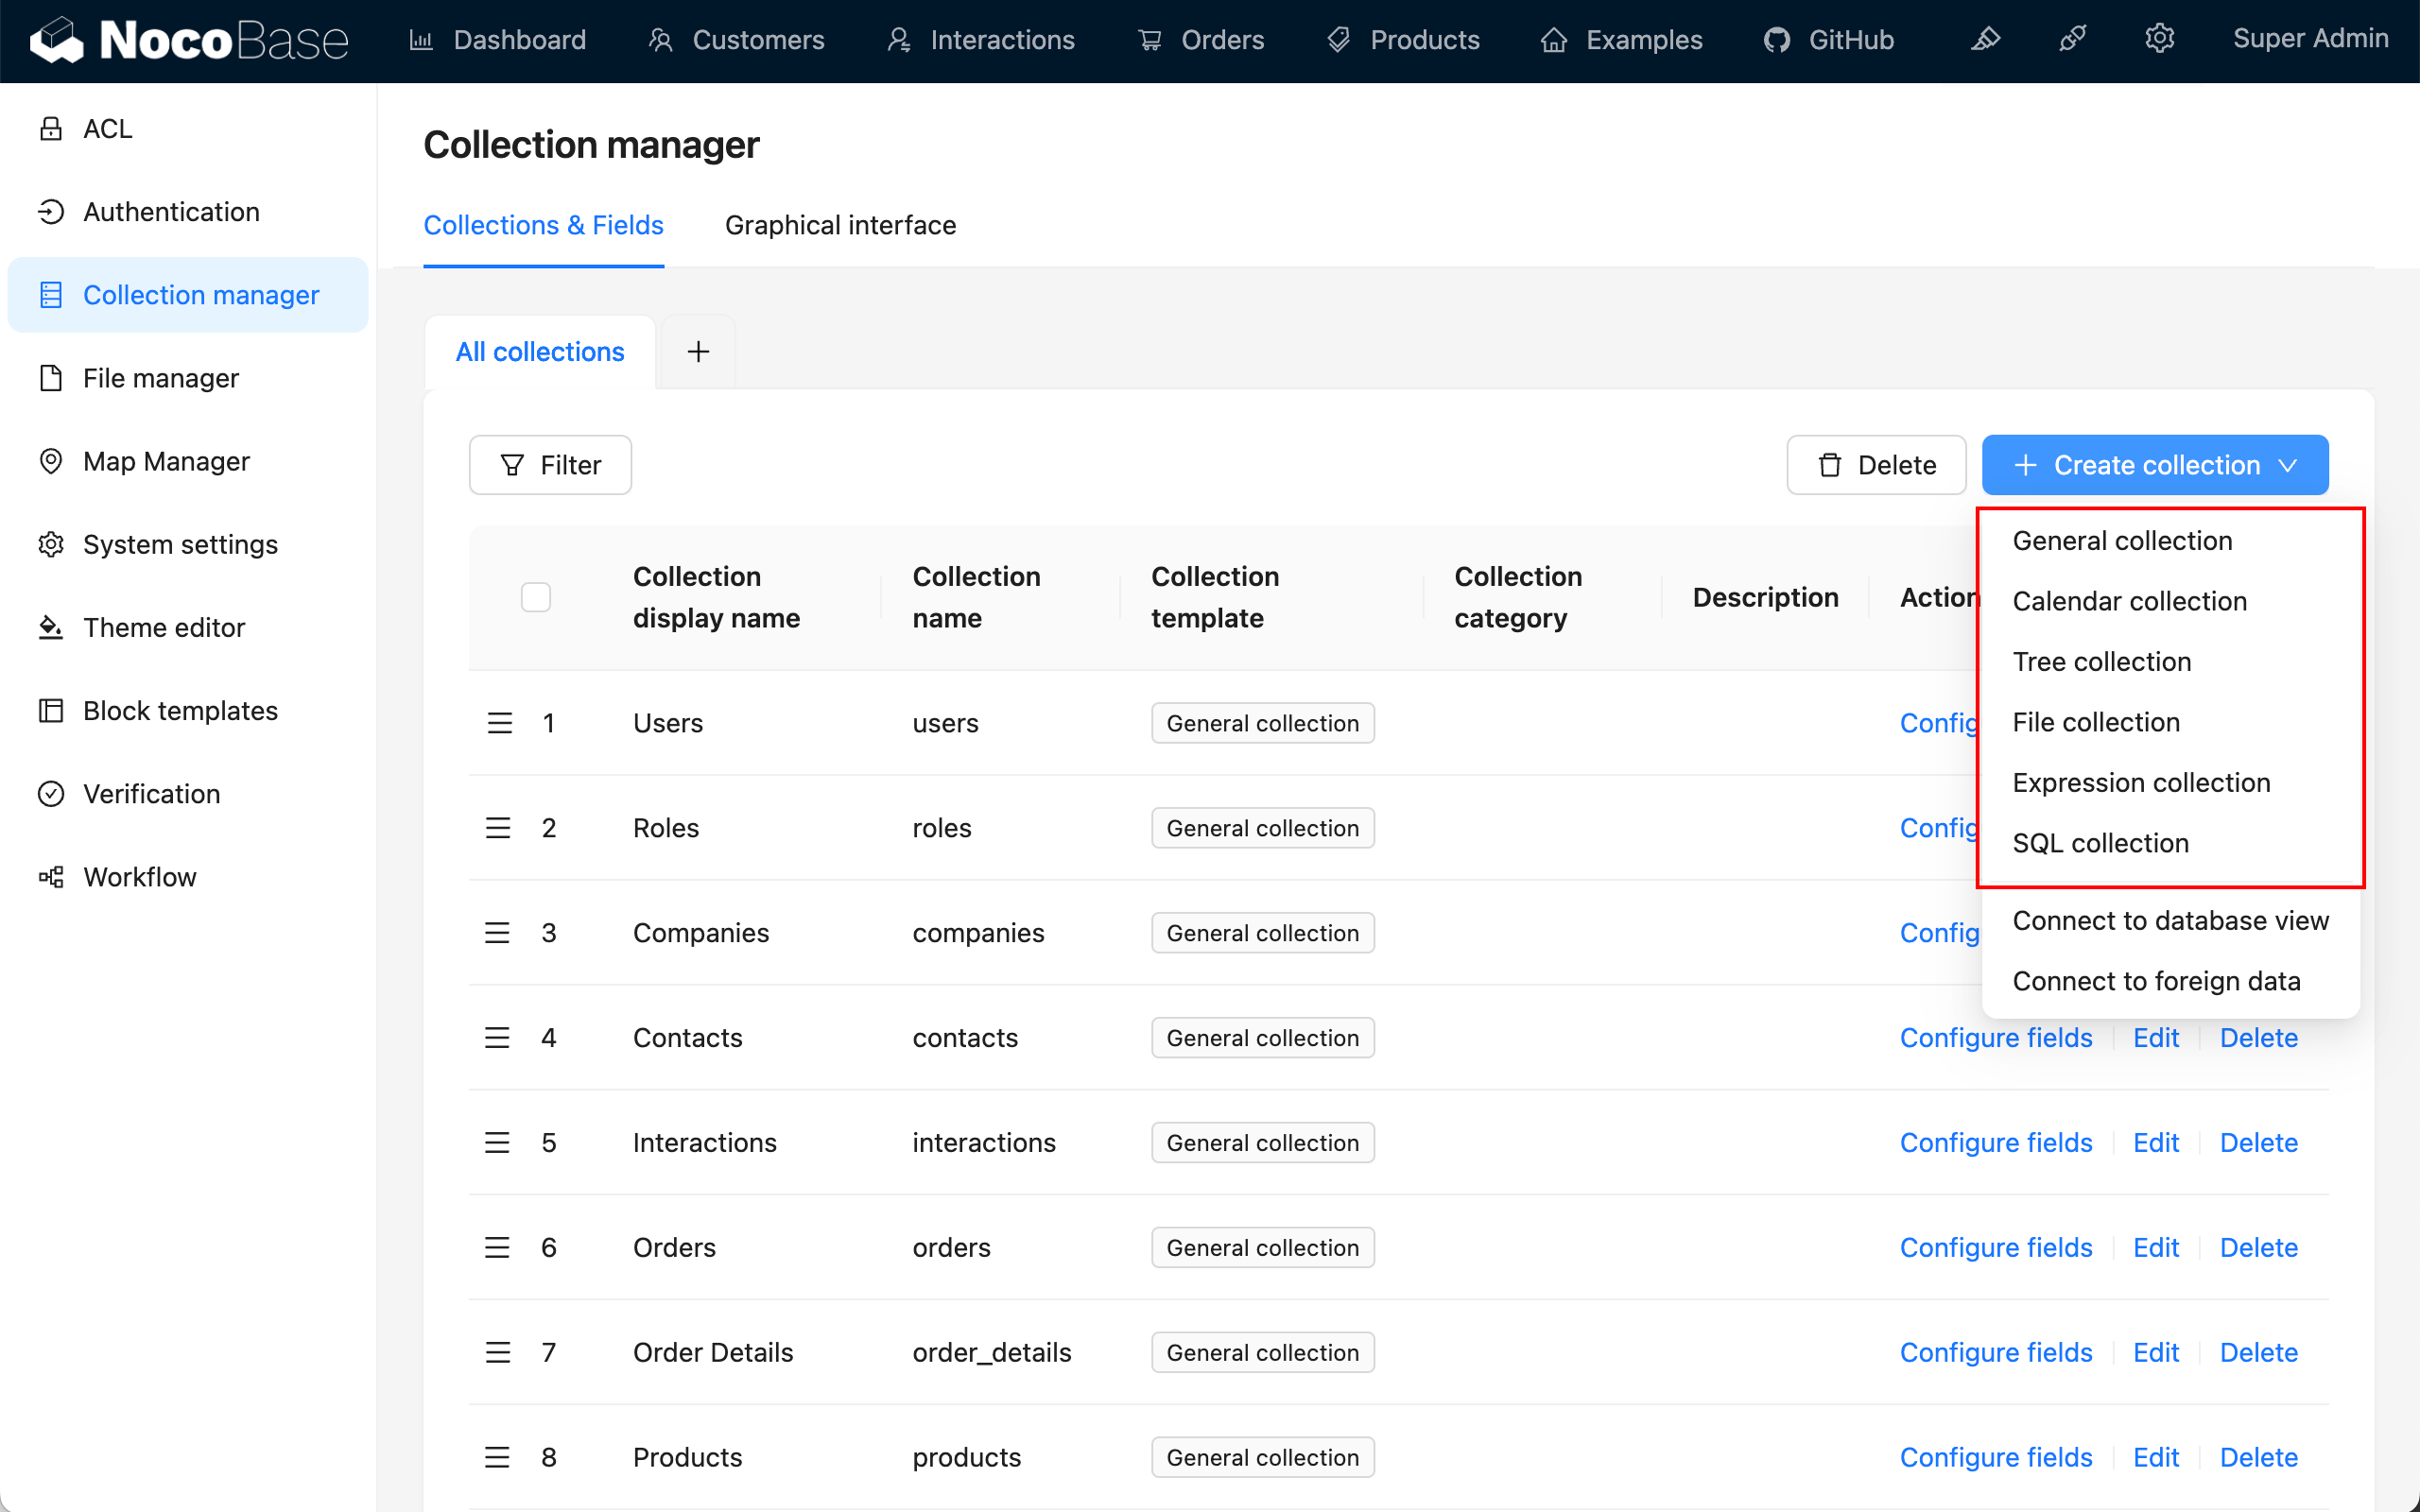 NocoBase
Dashboard
Customers
Interactions
Orders
Products
Examples
GitHub
Super Admin
ACL
Authentication
Collection manager
File manager
Map Manager
System settings
Theme editor
Block templates
Verification
Workflow
Collection manager
Collections & Fields
Graphical interface
All collections
Filter
Delete
Create collection
General collection
Calendar collection
Tree collection
File collection
Expression collection
SQL collection
Connect to database view
Connect to foreign data
Collection display name
Collection name
Collection template
Collection category
Description
Action
1 Users users General collection Config
2 Roles roles General collection Config
3 Companies companies General collection Config
4 Contacts contacts General collection Configure fields Edit Delete
5 Interactions interactions General collection Configure fields Edit Delete
6 Orders orders General collection Configure fields Edit Delete
7 Order Details order_details General collection Configure fields Edit Delete
8 Products products General collection Configure fields Edit Delete